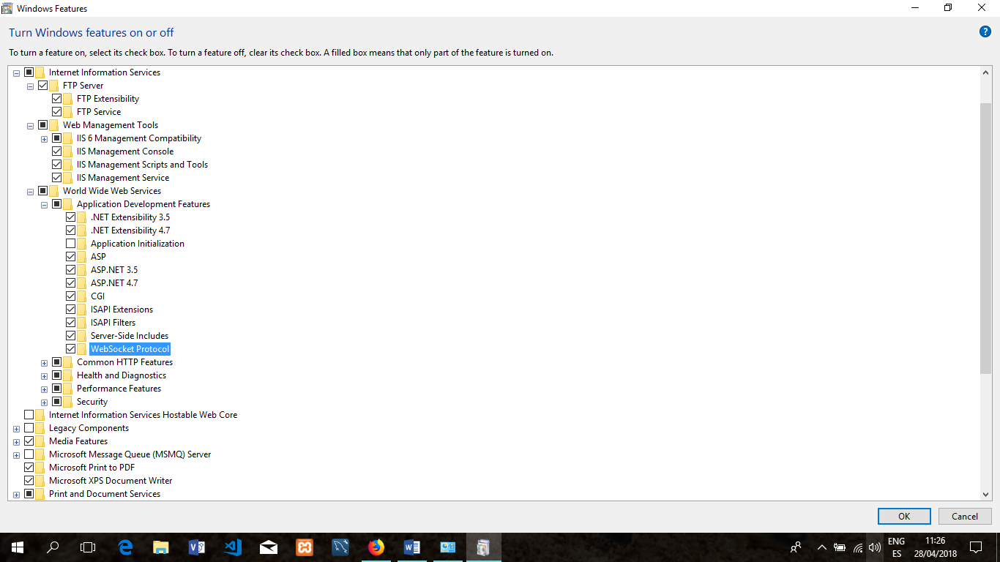 Windows Features
Turn Windows features on or off
To turn a feature on, select its check box. To turn a feature off, clear its check box. A filled box means that only part of the feature is turned on.
Internet Information Services
FTP Server
FTP Extensibility
FTP Service
Web Management Tools
IIS 6 Management Compatibility
IIS Management Console
IIS Management Scripts and Tools
IIS Management Service
World Wide Web Services
Application Development Features
.NET Extensibility 3.5
.NET Extensibility 4.7
Application Initialization
ASP
ASP.NET 3.5
ASP.NET 4.7
CGI
ISAPI Extensions
ISAPI Filters
Server-Side Includes
WebSocket Protocol
Common HTTP Features
Health and Diagnostics
Performance Features
Security
Internet Information Services Hostable Web Core
Legacy Components
Media Features
Microsoft Message Queue (MSMQ) Server
Microsoft Print to PDF
Microsoft XPS Document Writer
Print and Document Services
OK Cancel
ENG 11:26
ES 28/04/2018